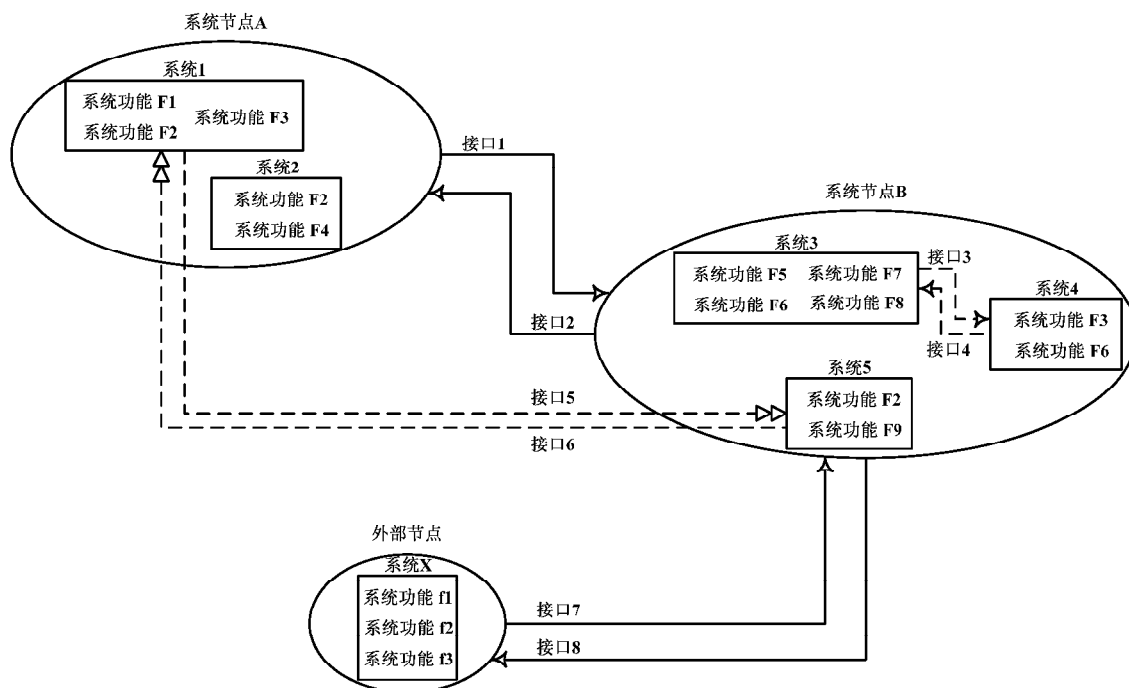 系统节点A
系统1
系统功能 F1
系统功能 F2
系统功能 F3
系统2
系统功能 F2
系统功能 F4
接口1
接口2
系统节点B
系统3
系统功能 F5
系统功能 F7
系统功能 F6
系统功能 F8
接口3
接口4
系统4
系统功能 F3
系统功能 F6
系统5
系统功能 F2
系统功能 F9
接口5
接口6
外部节点
系统X
系统功能 f1
系统功能 f2
系统功能 f3
接口7
接口8